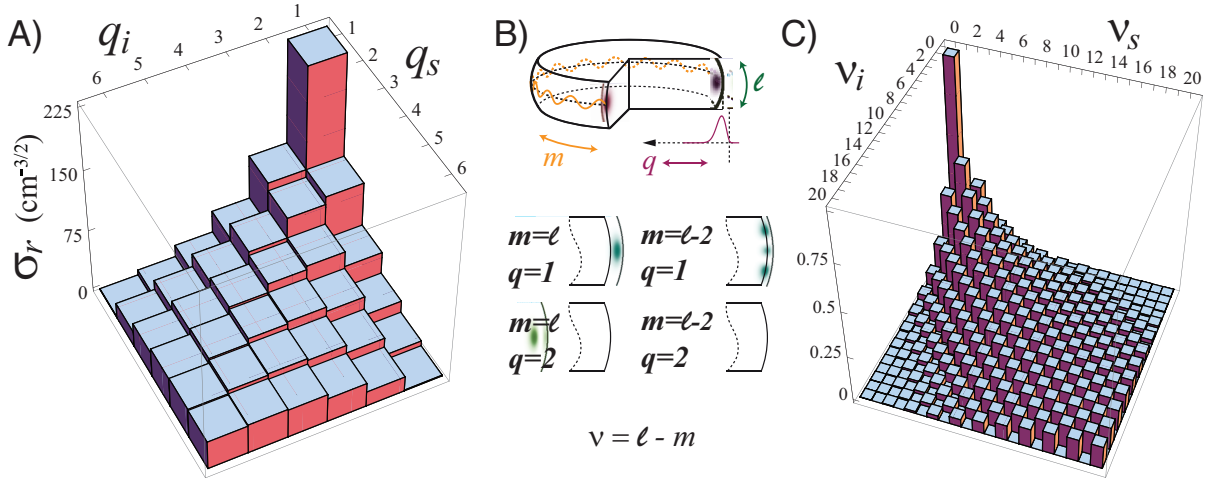 A)
q_i
6 5 4 3 2 1
q_s
1 2 3 4 5 6
σ_r (cm^{-3/2})
225
150
75
0
B)
ℓ
m
q
m=ℓ
q=1
m=ℓ-2
q=1
m=ℓ
q=2
m=ℓ-2
q=2
ν = ℓ - m
C)
ν_s
0 2 4 6 8 10 12 14 16 18 20
ν_i
0 2 4 6 8 10 12 14 16 18 20
0.75
0.5
0.25
0